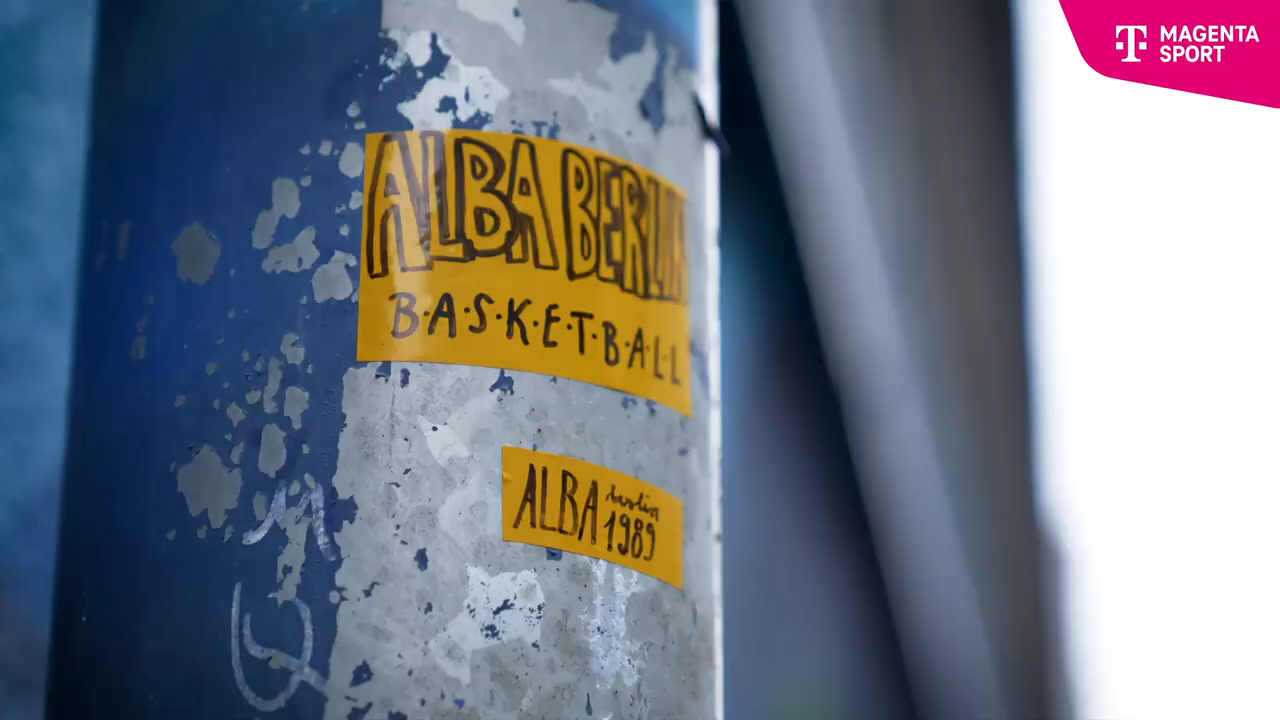 MAGENTA
SPORT
ALBA BERLIN
B·A·S·K·E·T·B·A·L·L
ALBA berlin
1989